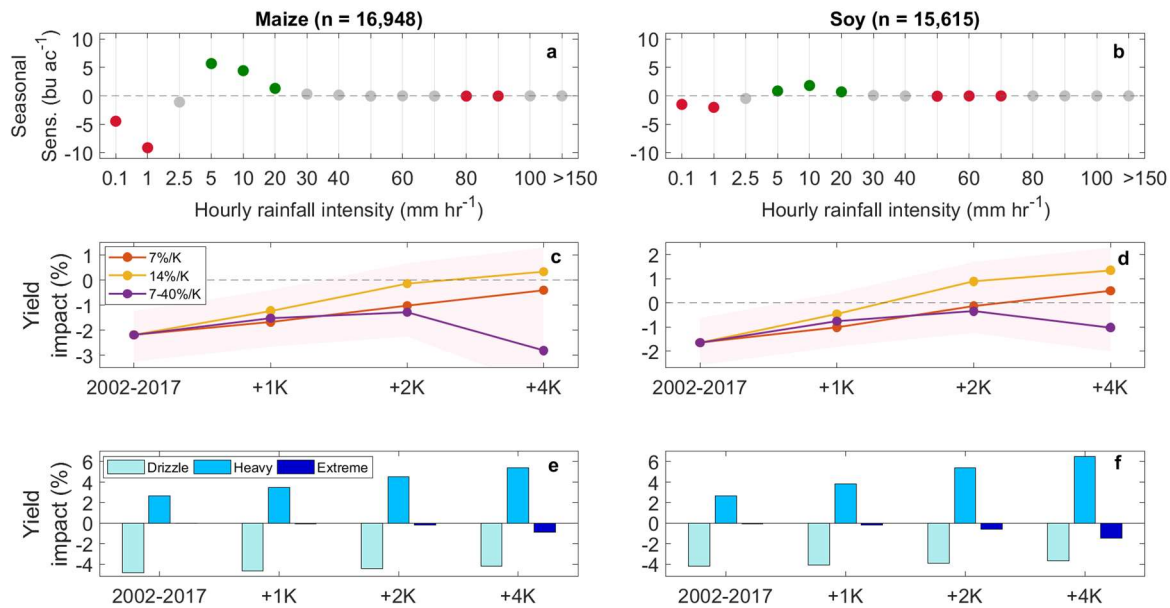 Maize (n = 16,948)
Soy (n = 15,615)
Seasonal
Sens. (bu ac⁻¹)
10
5
0
-5
-10
a
0.1 1 2.5 5 10 20 30 40 60 80 100 >150
Hourly rainfall intensity (mm hr⁻¹)
10
5
0
-5
-10
b
0.1 1 2.5 5 10 20 30 40 60 80 100 >150
Hourly rainfall intensity (mm hr⁻¹)
Yield
impact (%)
1
0
-1
-2
-3
7%/K
14%/K
7-40%/K
c
2002-2017 +1K +2K +4K
2
1
0
-1
-2
d
2002-2017 +1K +2K +4K
Yield
impact (%)
6
4
2
0
-2
-4
Drizzle Heavy Extreme
e
2002-2017 +1K +2K +4K
Yield
impact (%)
6
4
2
0
-2
-4
f
2002-2017 +1K +2K +4K